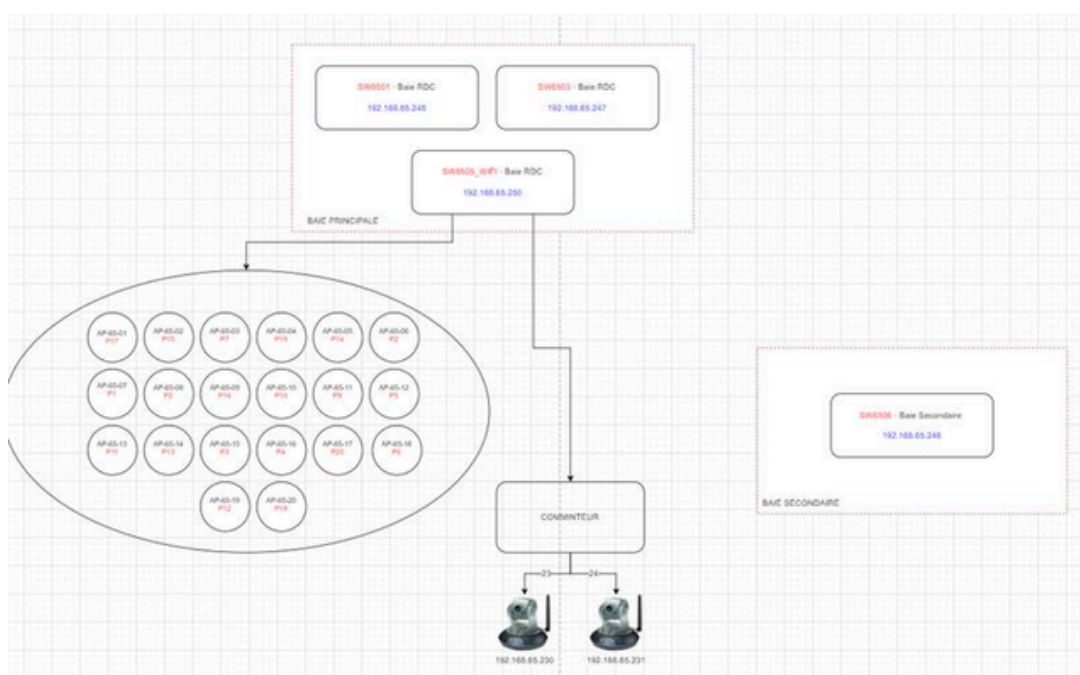 SW6501 - Baie RDC
192.168.65.246
SW6503 - Baie RDC
192.168.65.247
SW6505_WIFI - Baie RDC
192.168.65.250
BAIE PRINCIPALE
AP-65-01
P17
AP-65-02
P15
AP-65-03
P7
AP-65-04
P19
AP-65-05
P14
AP-65-06
P2
AP-65-07
P1
AP-65-08
P2
AP-65-09
P16
AP-65-10
P10
AP-65-11
P9
AP-65-12
P5
AP-65-13
P11
AP-65-14
P13
AP-65-15
P3
AP-65-16
P4
AP-65-17
P20
AP-65-18
P6
AP-65-19
P12
AP-65-20
P18
SW6506 - Baie Secondaire
192.168.65.248
BAIE SECONDAIRE
COMMINTEUR
23
24
192.168.65.230
192.168.65.231